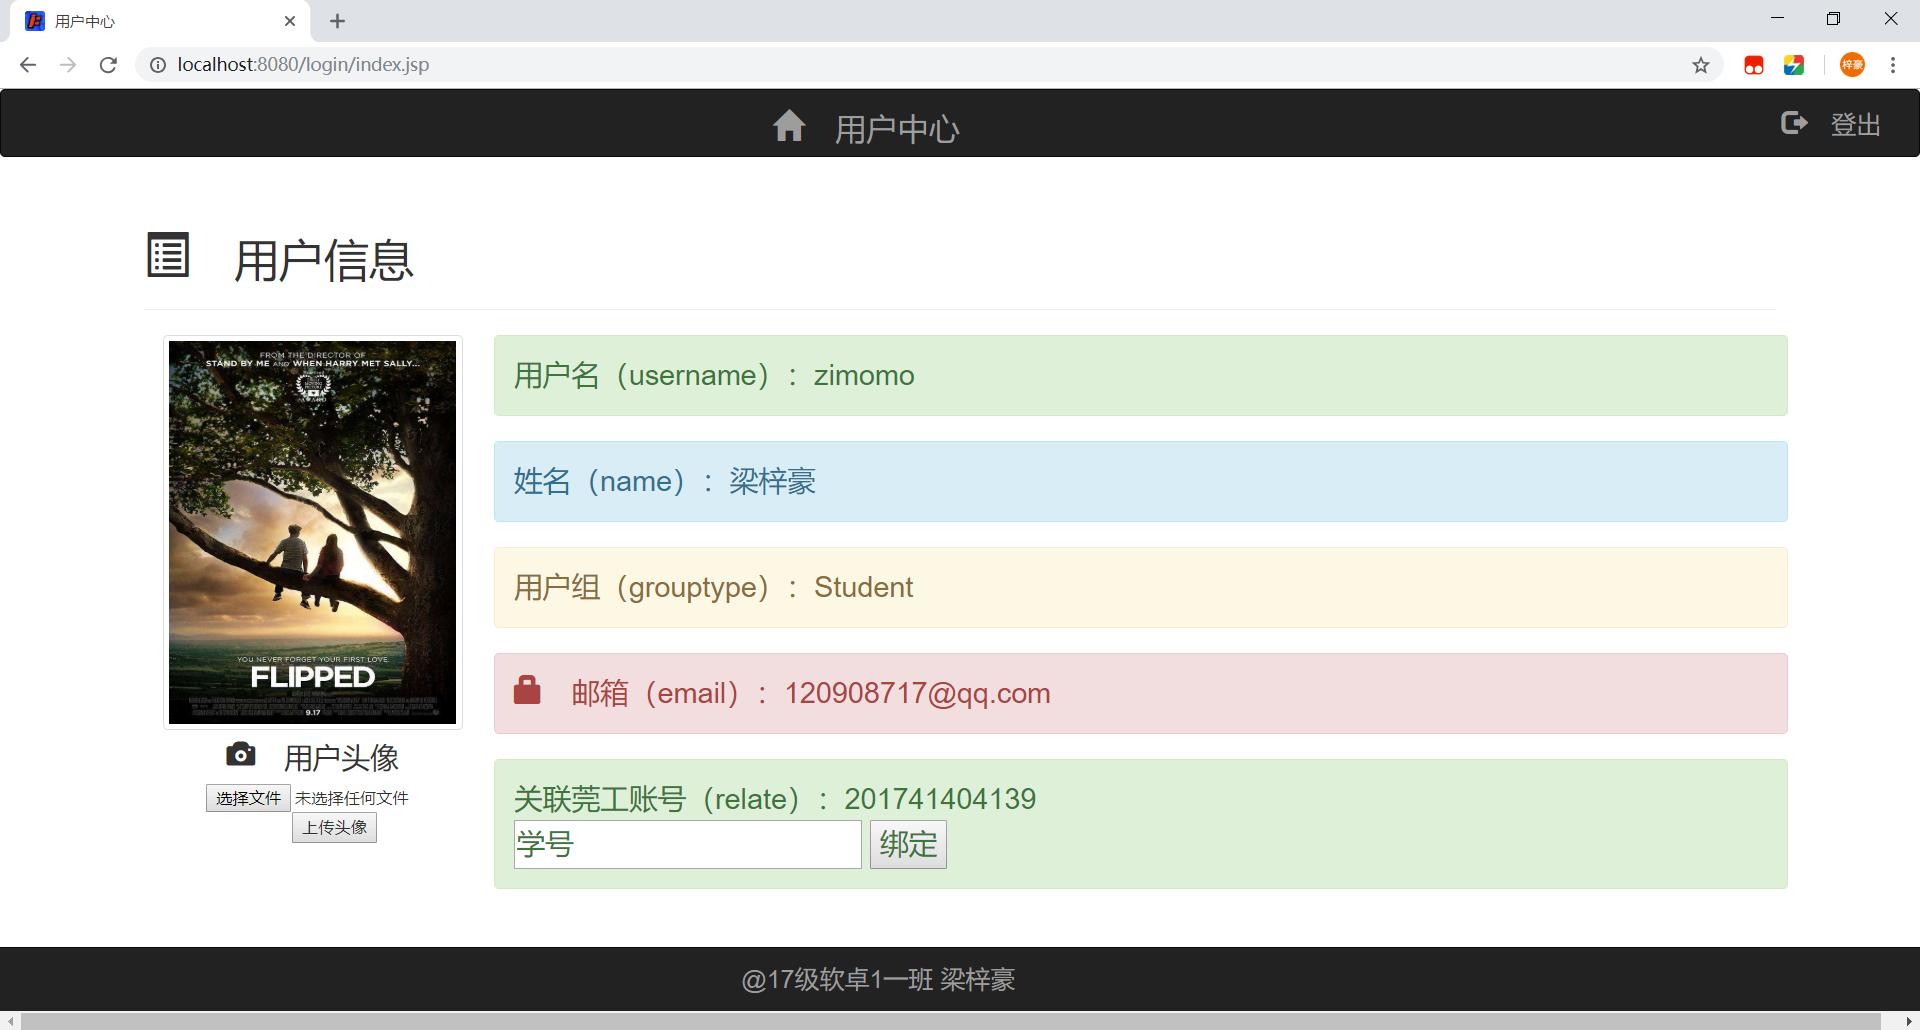 用户中心
localhost:8080/login/index.jsp
梓豪
用户中心
登出
用户信息
FROM THE DIRECTOR OF
STAND BY ME AND WHEN HARRY MET SALLY...
YOU NEVER FORGET YOUR FIRST LOVE.
FLIPPED
9.17
用户头像
选择文件 未选择任何文件
上传头像
用户名（username）：zimomo
姓名（name）：梁梓豪
用户组（grouptype）：Student
邮箱（email）：120908717@qq.com
关联莞工账号（relate）：201741404139
学号 绑定
@17级软卓1一班 梁梓豪